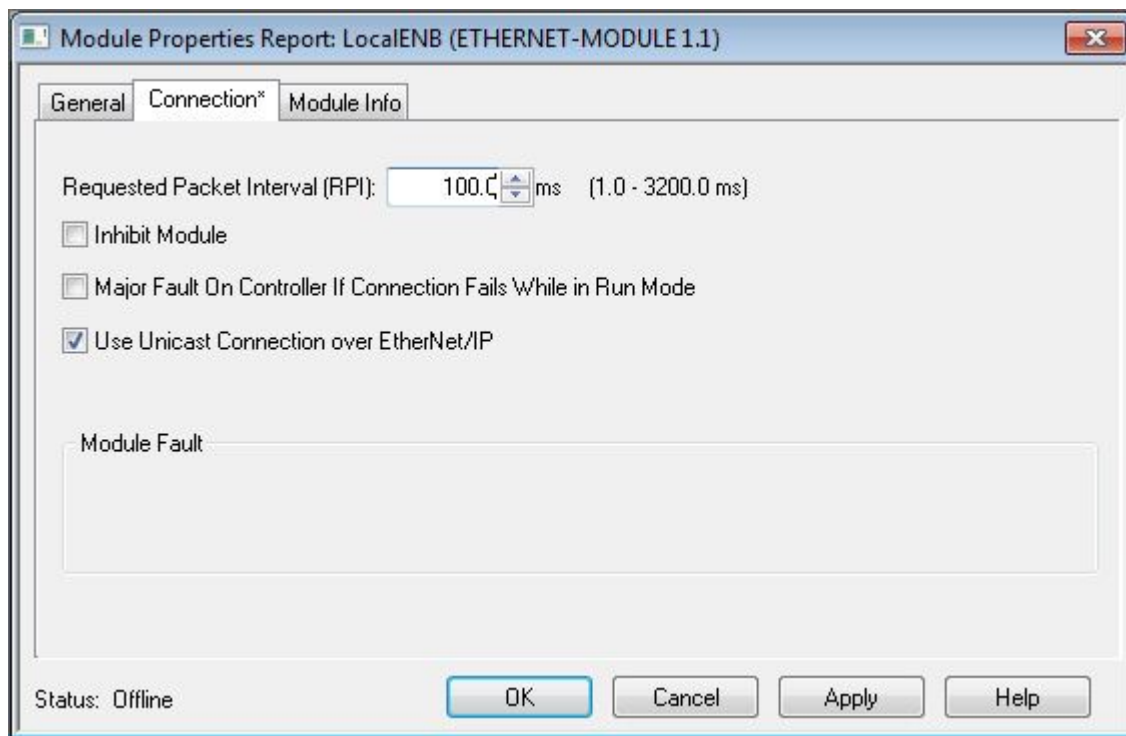 Module Properties Report: LocalENB (ETHERNET-MODULE 1.1)
General Connection* Module Info
Requested Packet Interval (RPI): 100.0 ms (1.0 - 3200.0 ms)
Inhibit Module
Major Fault On Controller If Connection Fails While in Run Mode
Use Unicast Connection over EtherNet/IP
Module Fault
Status: Offline OK Cancel Apply Help